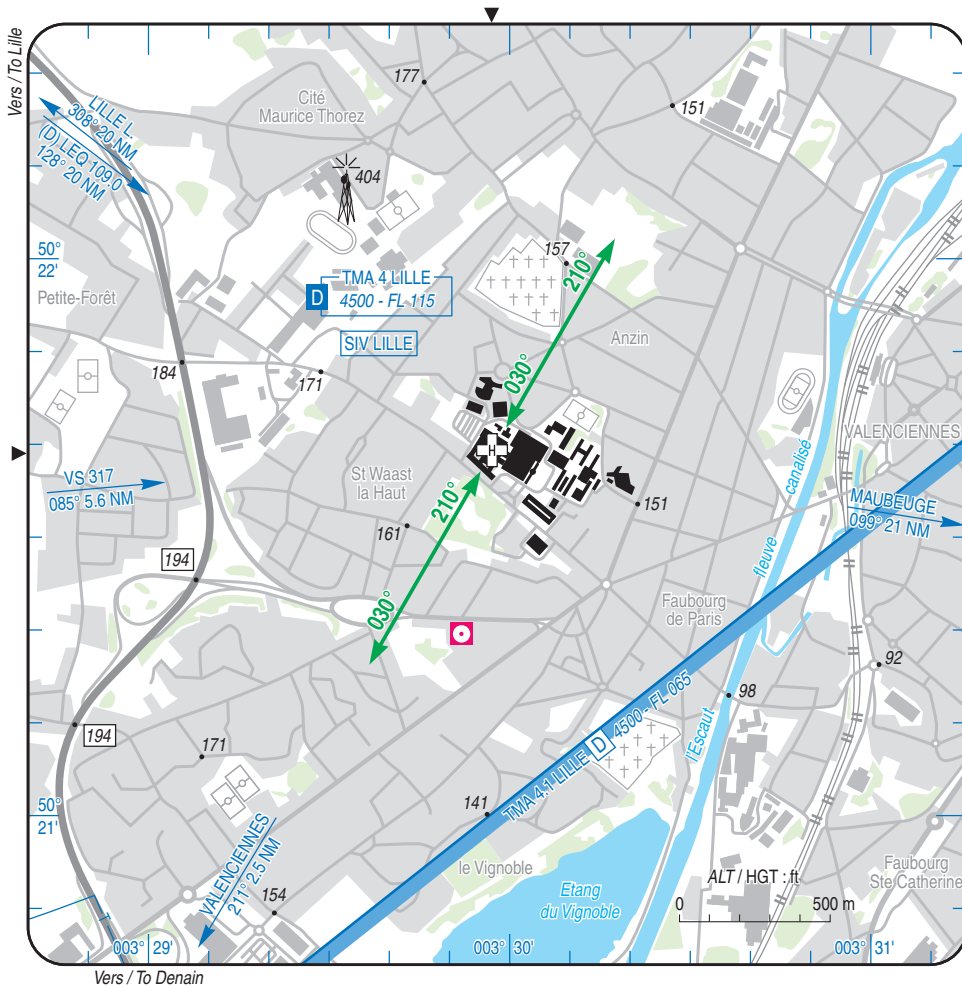 Vers / To Lille
177
Cité
Maurice Thorez
151
LILLE L.
308° 20 NM
(D) LEQ 109.0
128° 20 NM
404
50°
22'
157
210°
TMA 4 LILLE
D
4500 - FL 115
Petite-Forêt
SIV LILLE
Anzin
030°
184
171
H
VALENCIENNES
VS 317
085° 5.6 NM
St Waast
la Haut
canalisé
MAUBEUGE
099° 21 NM
210°
151
161
194
fleuve
030°
Faubourg
de Paris
92
98
194
171
TMA 4.1 LILLE D 4500 - FL 065
l'Escaut
50°
21'
141
VALENCIENNES
211° 2.5 NM
le Vignoble
Faubourg
Ste Catherine
ALT / HGT : ft
Etang
du Vignoble
154
0 500 m
003° 29'
003° 30'
003° 31'
Vers / To Denain